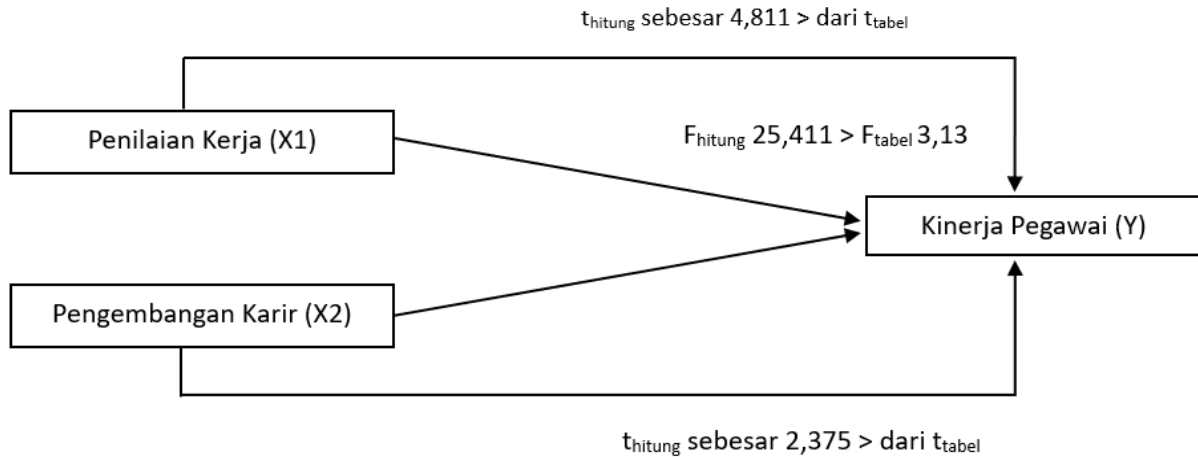 thitung sebesar 4,811 > dari ttabel
Penilaian Kerja (X1)
Fhitung 25,411 > Ftabel 3,13
Kinerja Pegawai (Y)
Pengembangan Karir (X2)
thitung sebesar 2,375 > dari ttabel